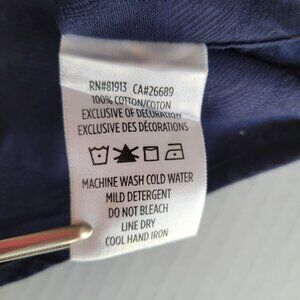 RN#81913 CA#26689
100% COTTON/COTON
EXCLUSIVE OF DECORATION
EXCLUSIVE DES DÉCORATIONS
MACHINE WASH COLD WATER
MILD DETERGENT
DO NOT BLEACH
LINE DRY
COOL HAND IRON